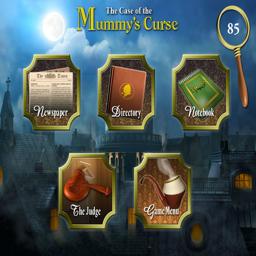 The Case of the
Mummy's Curse
85
The Times
Newspaper
Directory
Notebook
The Judge
Game Menu